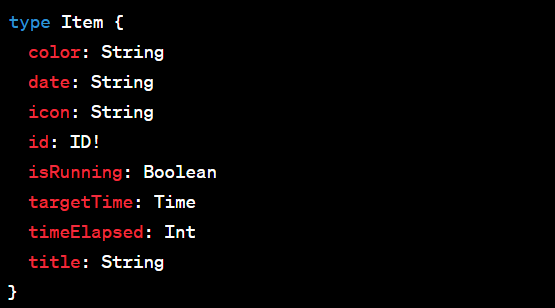 type Item {
  color: String
  date: String
  icon: String
  id: ID!
  isRunning: Boolean
  targetTime: Time
  timeElapsed: Int
  title: String
}